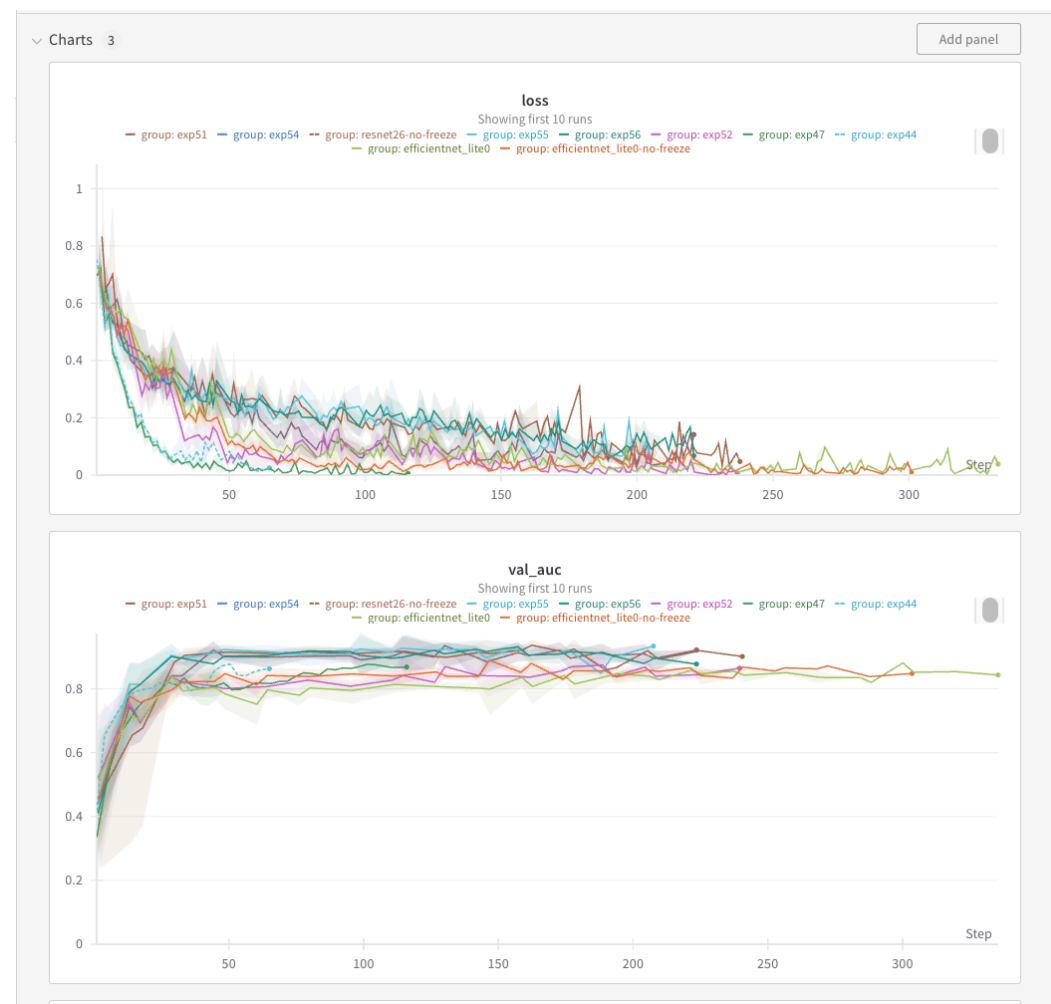 Charts 3
Add panel
loss
Showing first 10 runs
group: exp51 group: exp54 group: resnet26-no-freeze group: exp55 group: exp56 group: exp52 group: exp47 group: exp44
group: efficientnet_lite0 group: efficientnet_lite0-no-freeze
1
0.8
0.6
0.4
0.2
0
Step
50 100 150 200 250 300
val_auc
Showing first 10 runs
group: exp51 group: exp54 group: resnet26-no-freeze group: exp55 group: exp56 group: exp52 group: exp47 group: exp44
group: efficientnet_lite0 group: efficientnet_lite0-no-freeze
0.8
0.6
0.4
0.2
0
Step
50 100 150 200 250 300